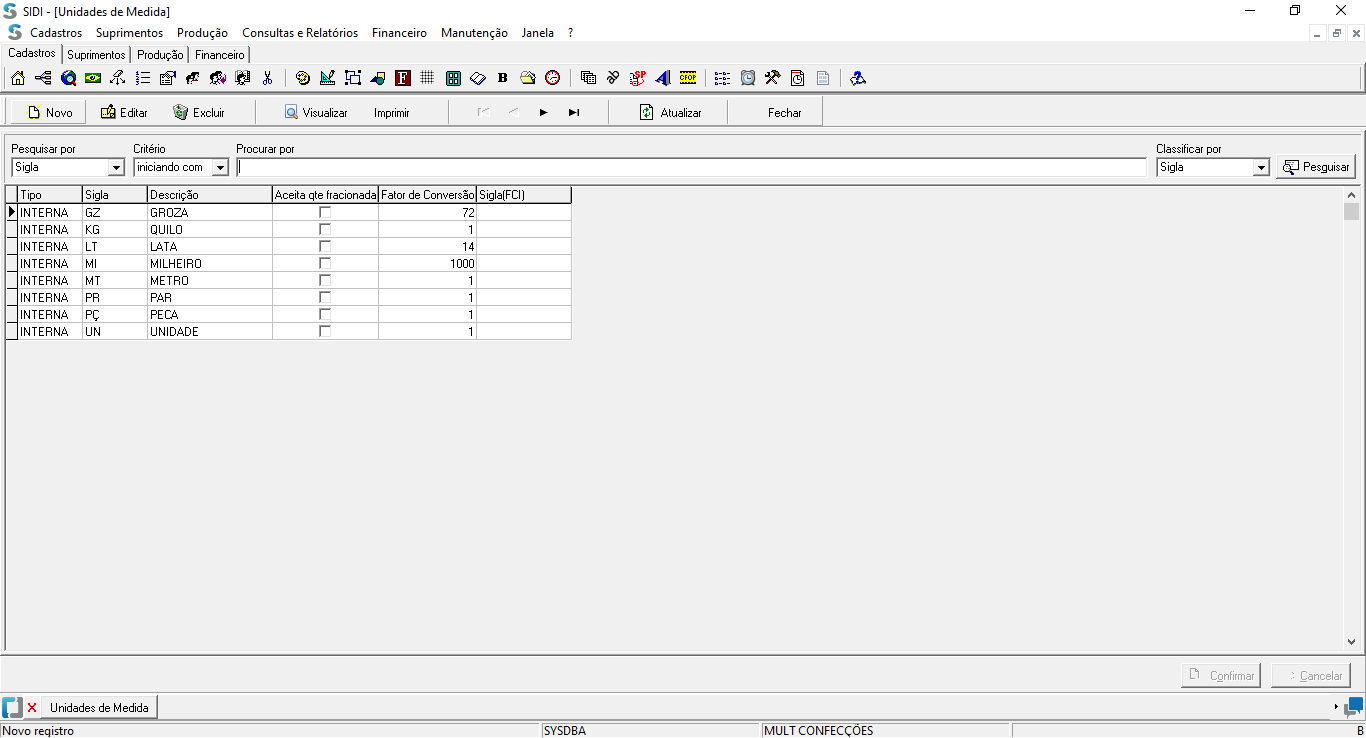 SIDI - [Unidades de Medida]
Cadastros Suprimentos Produção Consultas e Relatórios Financeiro Manutenção Janela ?
Cadastros Suprimentos Produção Financeiro
F B SP CFOP
Novo Editar Excluir Visualizar Imprimir Atualizar Fechar
Pesquisar por Critério Procurar por Classificar por
Sigla iniciando com Sigla Pesquisar
Tipo Sigla Descrição Aceita qte fracionada Fator de Conversão Sigla(FCI)
INTERNA GZ GROZA 72
INTERNA KG QUILO 1
INTERNA LT LATA 14
INTERNA MI MILHEIRO 1000
INTERNA MT METRO 1
INTERNA PR PAR 1
INTERNA PÇ PECA 1
INTERNA UN UNIDADE 1
Confirmar Cancelar
Unidades de Medida
Novo registro SYSDBA MULT CONFECÇÕES B